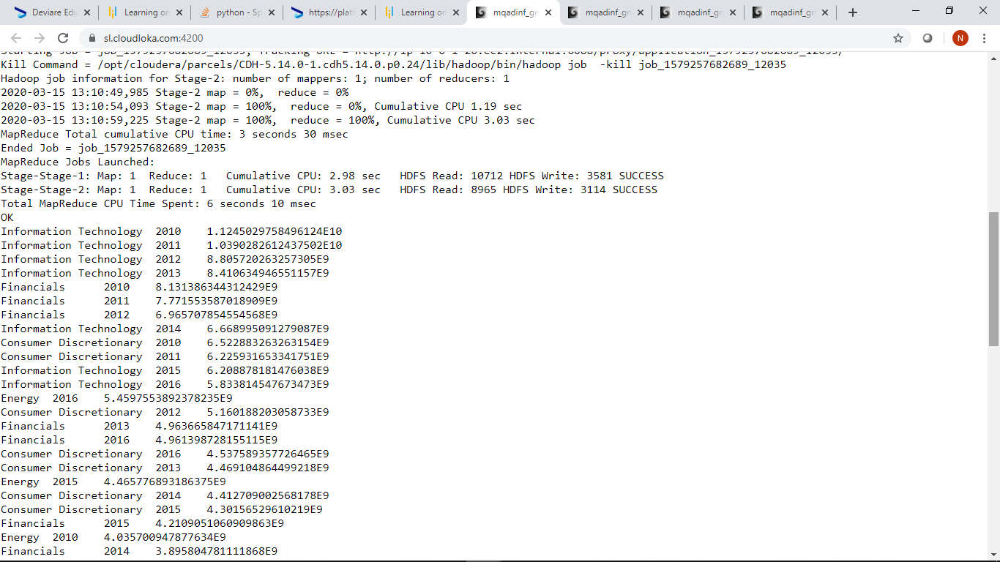 Deviare Edu
Learning on
python - Sp
https://plat
Learning on
mqadinf_gm
mqadinf_gm
mqadinf_gm
mqadinf_gm
sl.cloudloka.com:4200
N
Starting Job = job_1579257682689_12035, Tracking URL = http://ip-10-0-1-20.ec2.internal:8088/proxy/application_1579257682689_12035/
Kill Command = /opt/cloudera/parcels/CDH-5.14.0-1.cdh5.14.0.p0.24/lib/hadoop/bin/hadoop job  -kill job_1579257682689_12035
Hadoop job information for Stage-2: number of mappers: 1; number of reducers: 1
2020-03-15 13:10:49,985 Stage-2 map = 0%,  reduce = 0%
2020-03-15 13:10:54,093 Stage-2 map = 100%,  reduce = 0%, Cumulative CPU 1.19 sec
2020-03-15 13:10:59,225 Stage-2 map = 100%,  reduce = 100%, Cumulative CPU 3.03 sec
MapReduce Total cumulative CPU time: 3 seconds 30 msec
Ended Job = job_1579257682689_12035
MapReduce Jobs Launched:
Stage-Stage-1: Map: 1  Reduce: 1   Cumulative CPU: 2.98 sec   HDFS Read: 10712 HDFS Write: 3581 SUCCESS
Stage-Stage-2: Map: 1  Reduce: 1   Cumulative CPU: 3.03 sec   HDFS Read: 8965 HDFS Write: 3114 SUCCESS
Total MapReduce CPU Time Spent: 6 seconds 10 msec
OK
Information Technology  2010    1.1245029758496124E10
Information Technology  2011    1.0390282612437502E10
Information Technology  2012    8.805720263257305E9
Information Technology  2013    8.410634946551157E9
Financials      2010    8.131386344312429E9
Financials      2011    7.771553587018909E9
Financials      2012    6.965707854554568E9
Information Technology  2014    6.668995091279087E9
Consumer Discretionary  2010    6.522883263263154E9
Consumer Discretionary  2011    6.225931653341751E9
Information Technology  2015    6.208878181476038E9
Information Technology  2016    5.833814547673473E9
Energy  2016    5.4597553892378235E9
Consumer Discretionary  2012    5.160188203058733E9
Financials      2013    4.963665847171141E9
Financials      2016    4.961398728155115E9
Consumer Discretionary  2016    4.537589357726465E9
Consumer Discretionary  2013    4.469104864499218E9
Energy  2015    4.465776893186375E9
Consumer Discretionary  2014    4.412709002568178E9
Consumer Discretionary  2015    4.30156529610219E9
Financials      2015    4.2109051060909863E9
Energy  2010    4.035700947877634E9
Financials      2014    3.895804781111868E9